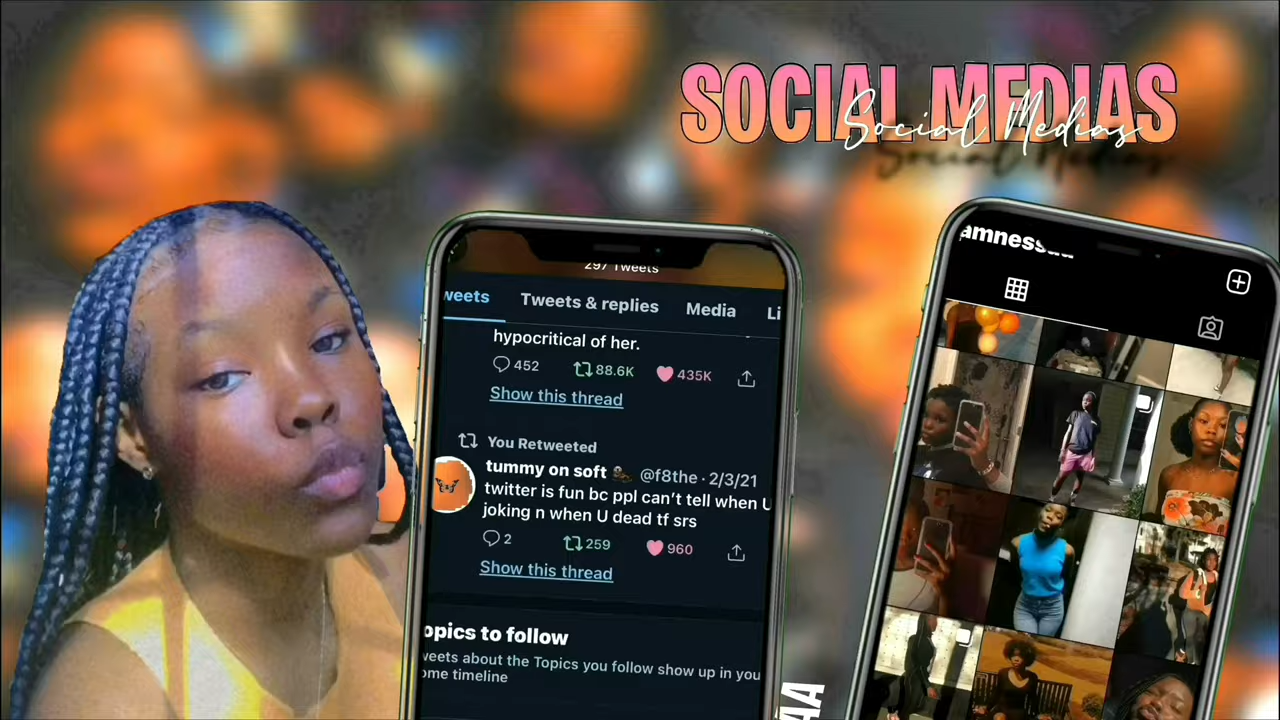 SOCIAL MEDIAS
Social Medias
297 Tweets
weets Tweets & replies Media Li
hypocritical of her.
452 88.6K 435K
Show this thread
You Retweeted
tummy on soft @f8the · 2/3/21
twitter is fun bc ppl can’t tell when U
joking n when U dead tf srs
2 259 960
Show this thread
opics to follow
weets about the Topics you follow show up in you
ome timeline
AA